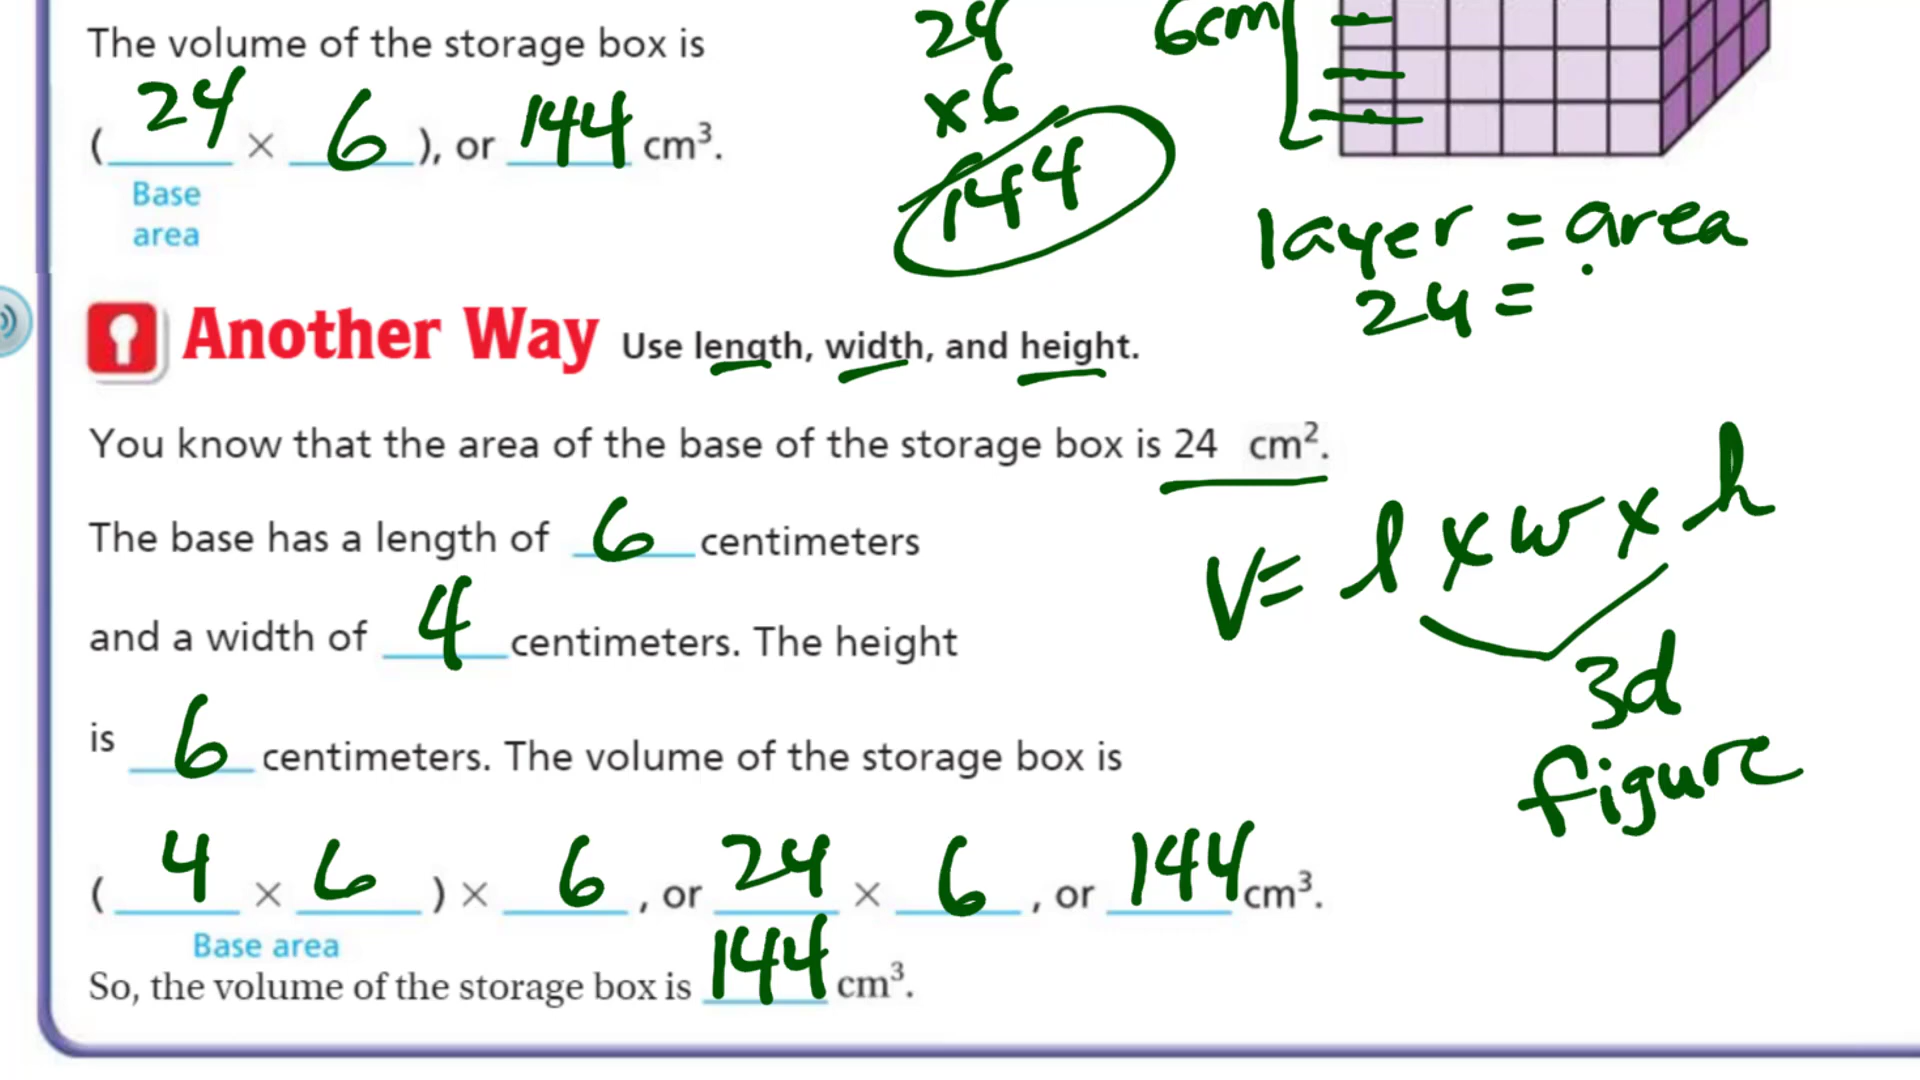 The volume of the storage box is
( 24 × 6 ), or 144 cm³.
Base
area
24
x 6
144
6cm
layer = area
24 =
Another Way Use length, width, and height.
You know that the area of the base of the storage box is 24 cm².
The base has a length of 6 centimeters
and a width of 4 centimeters. The height
is 6 centimeters. The volume of the storage box is
( 4 × 6 ) × 6 , or 24 × 6 , or 144 cm³.
Base area
So, the volume of the storage box is 144 cm³.
V = l x w x h
3d
figure